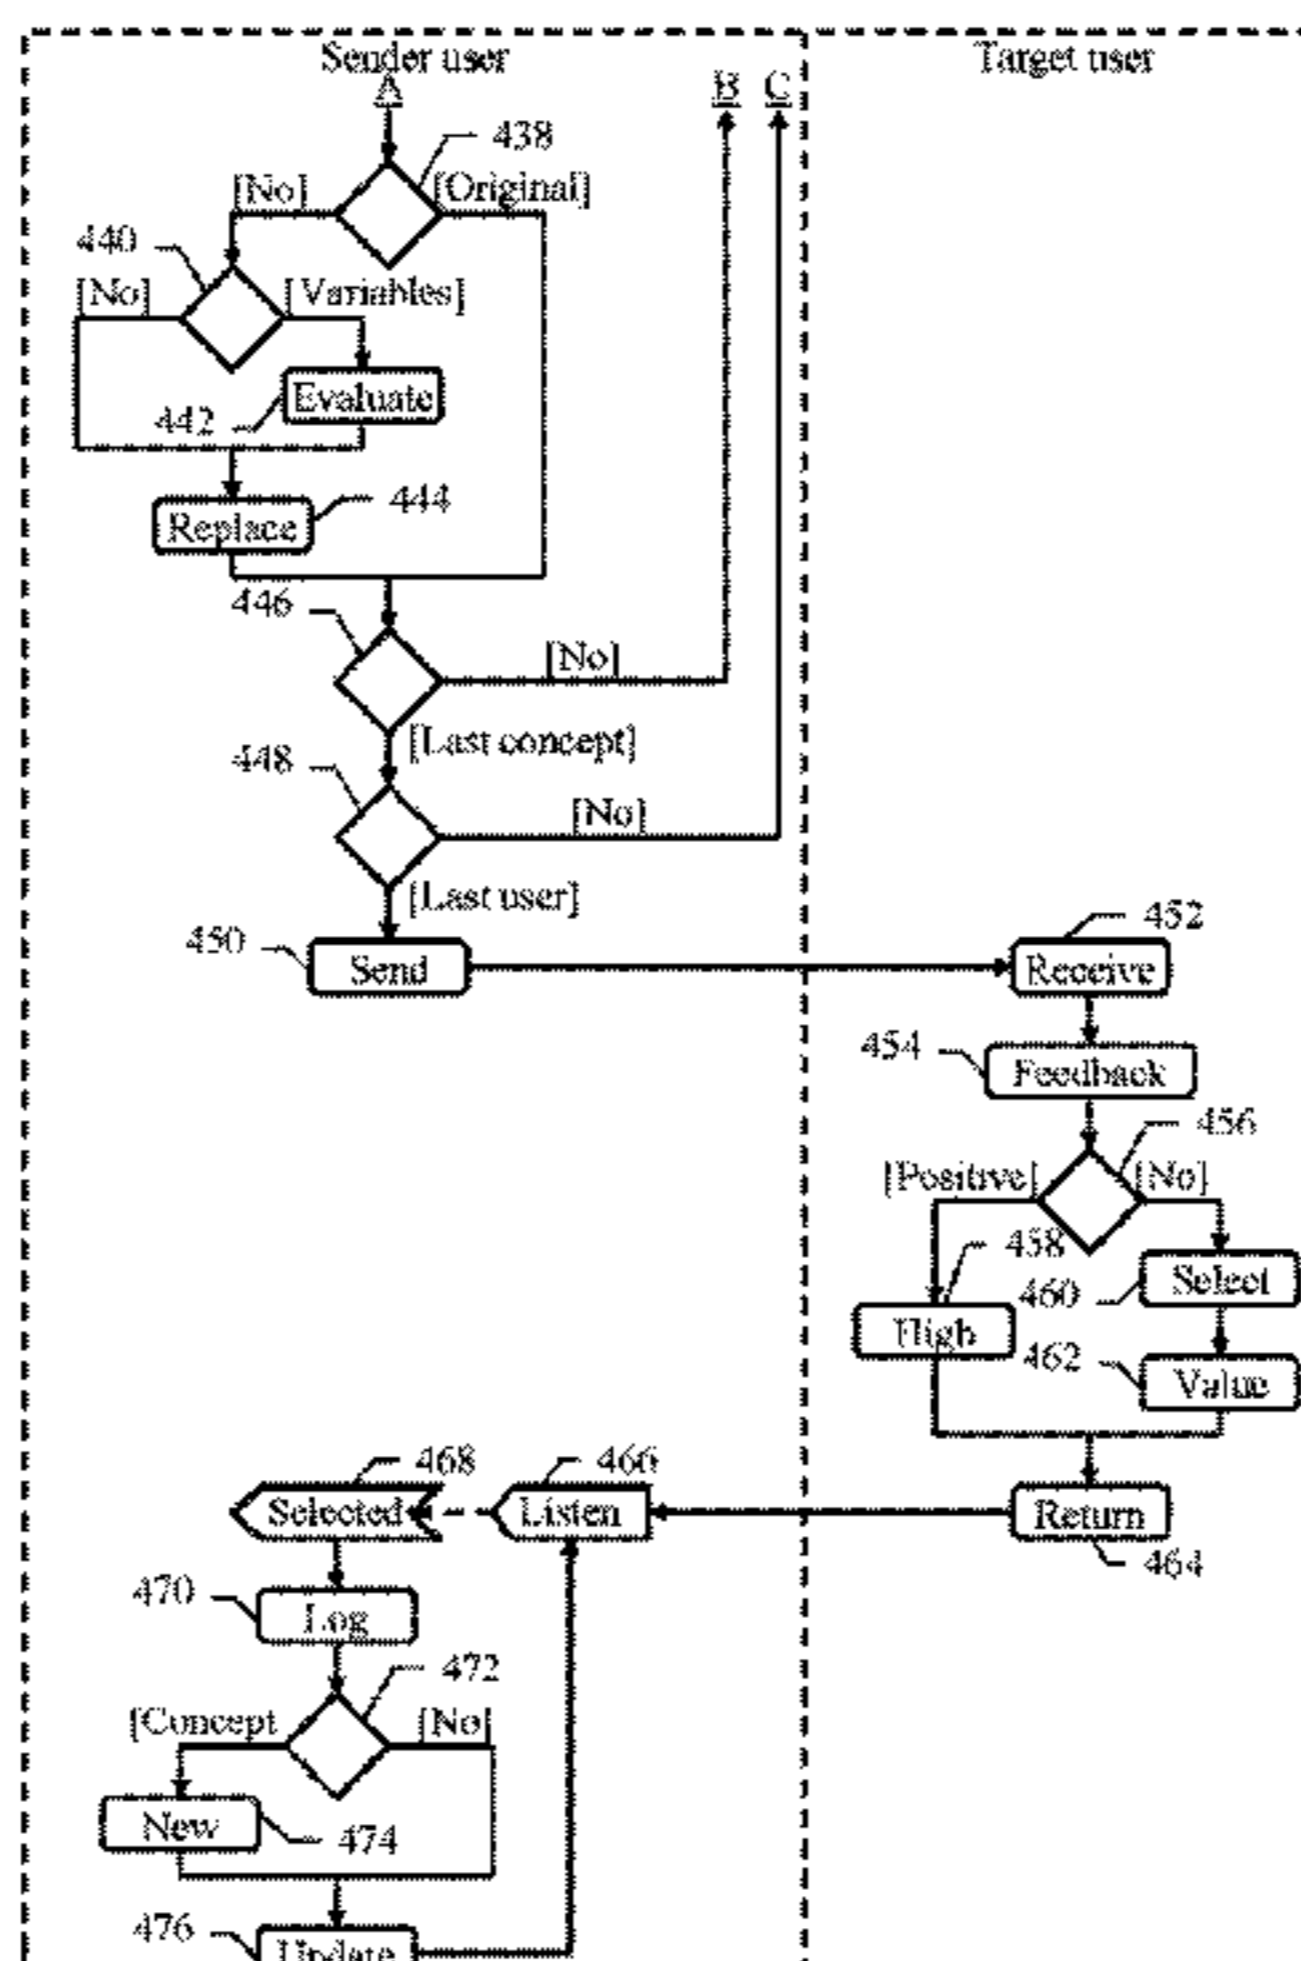 Sender user
Target user
A
B
C
438
[No]
[Original]
440
[No]
[Variables]
Evaluate
442
444
Replace
446
[No]
[Last concept]
448
[No]
[Last user]
450
Send
452
Receive
454
Feedback
456
[Positive]
[No]
458
460
Select
High
462
Value
468
466
Selected
Listen
Return
464
470
Log
472
[Concept
[No]
New
474
476
Update